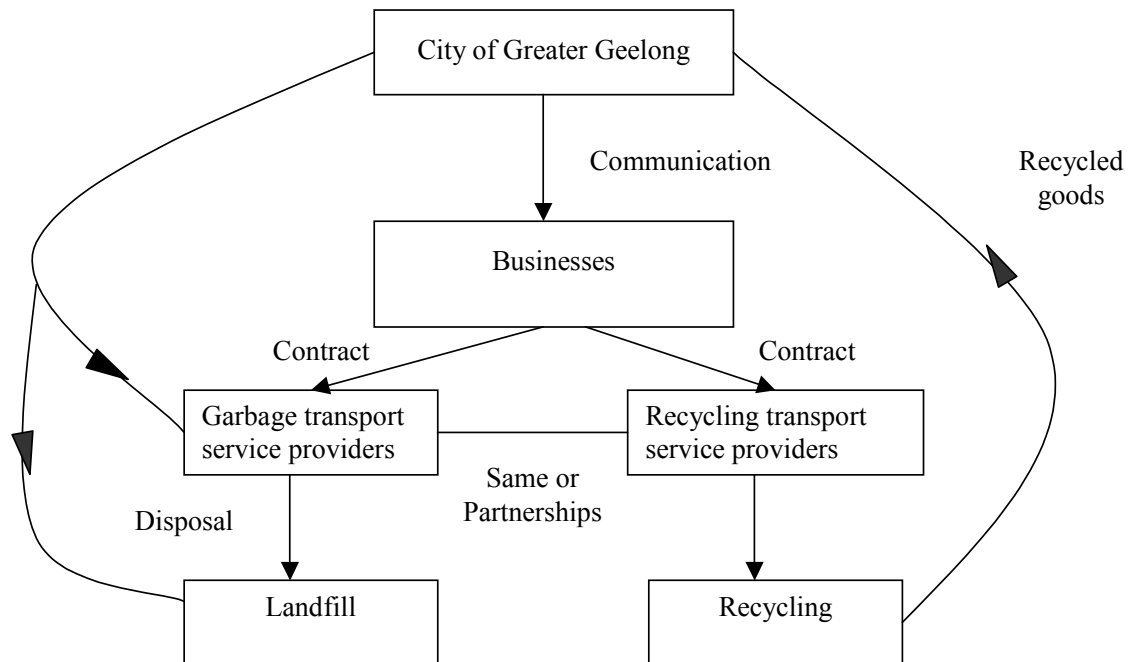 City of Greater Geelong
Communication
Recycled
goods
Businesses
Contract
Contract
Garbage transport
service providers
Recycling transport
service providers
Same or
Partnerships
Disposal
Landfill
Recycling